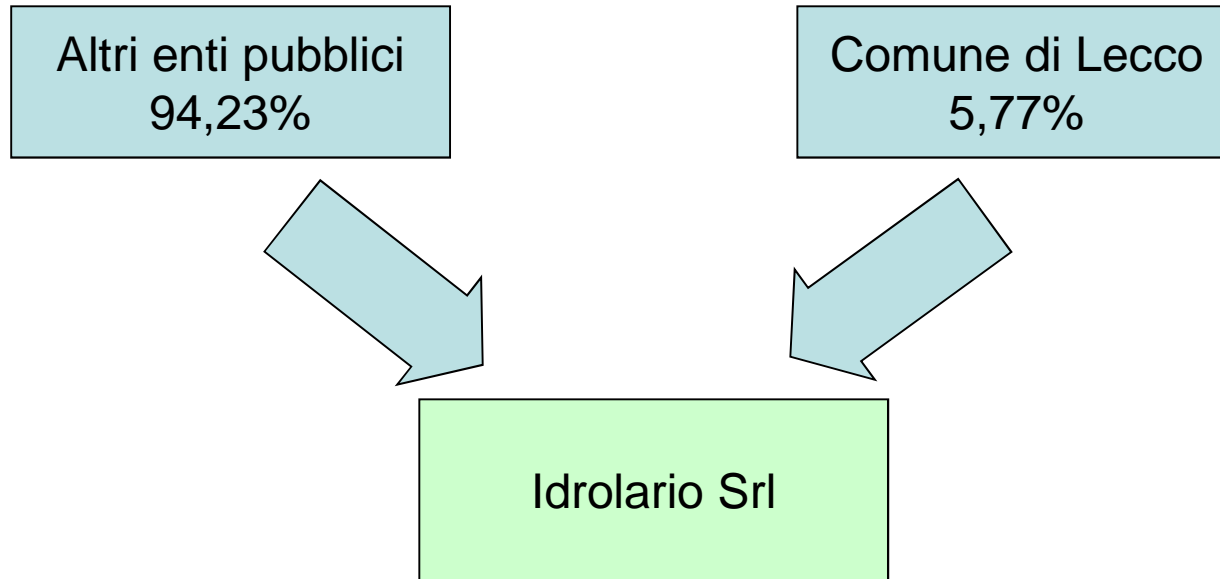 Altri enti pubblici
94,23%
Comune di Lecco
5,77%
Idrolario Srl